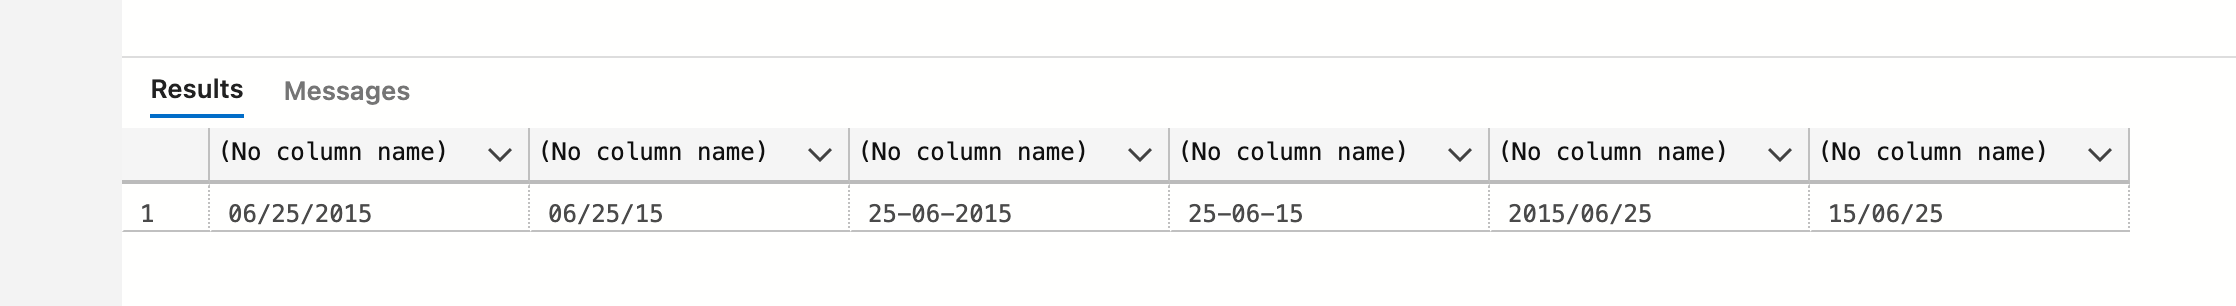 Results Messages
(No column name) (No column name) (No column name) (No column name) (No column name) (No column name)
1 06/25/2015 06/25/15 25-06-2015 25-06-15 2015/06/25 15/06/25